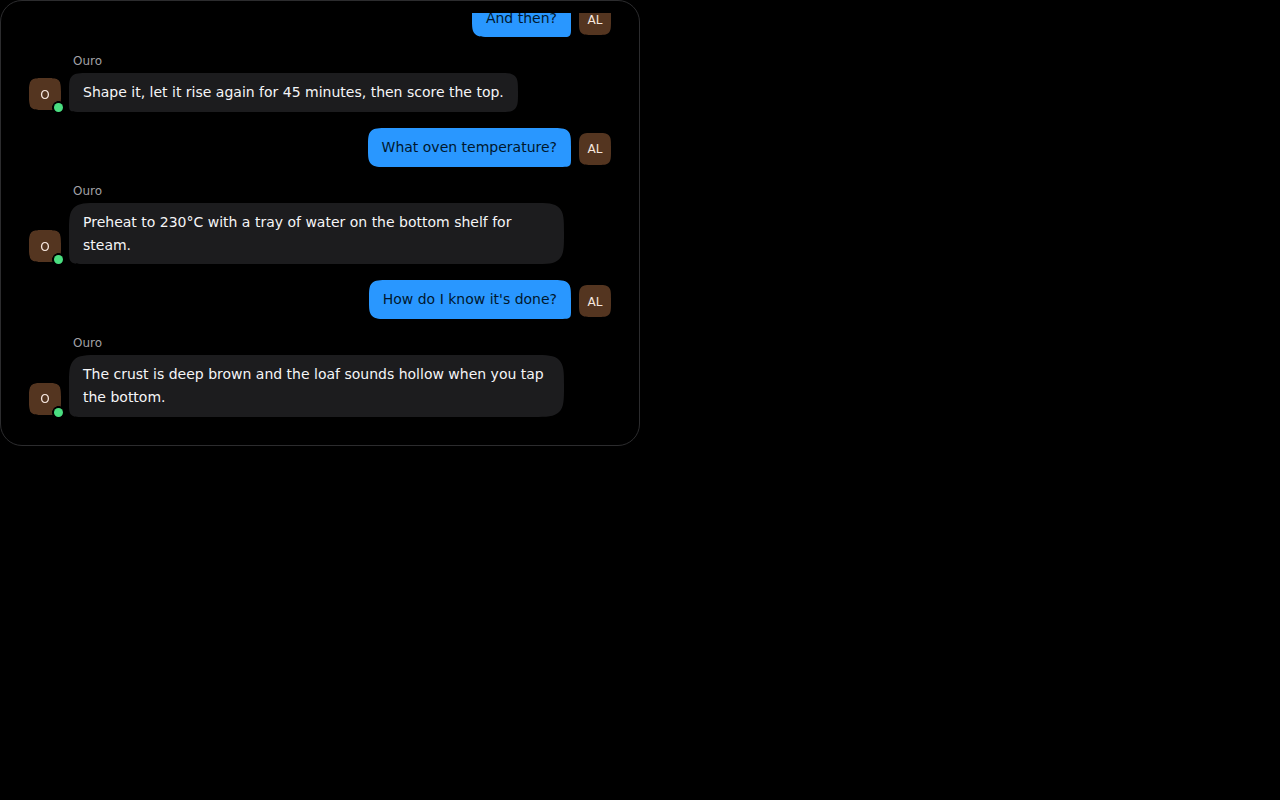 And then?
AL
Ouro
O
Shape it, let it rise again for 45 minutes, then score the top.
What oven temperature?
AL
Ouro
O
Preheat to 230°C with a tray of water on the bottom shelf for
steam.
How do I know it's done?
AL
Ouro
O
The crust is deep brown and the loaf sounds hollow when you tap
the bottom.